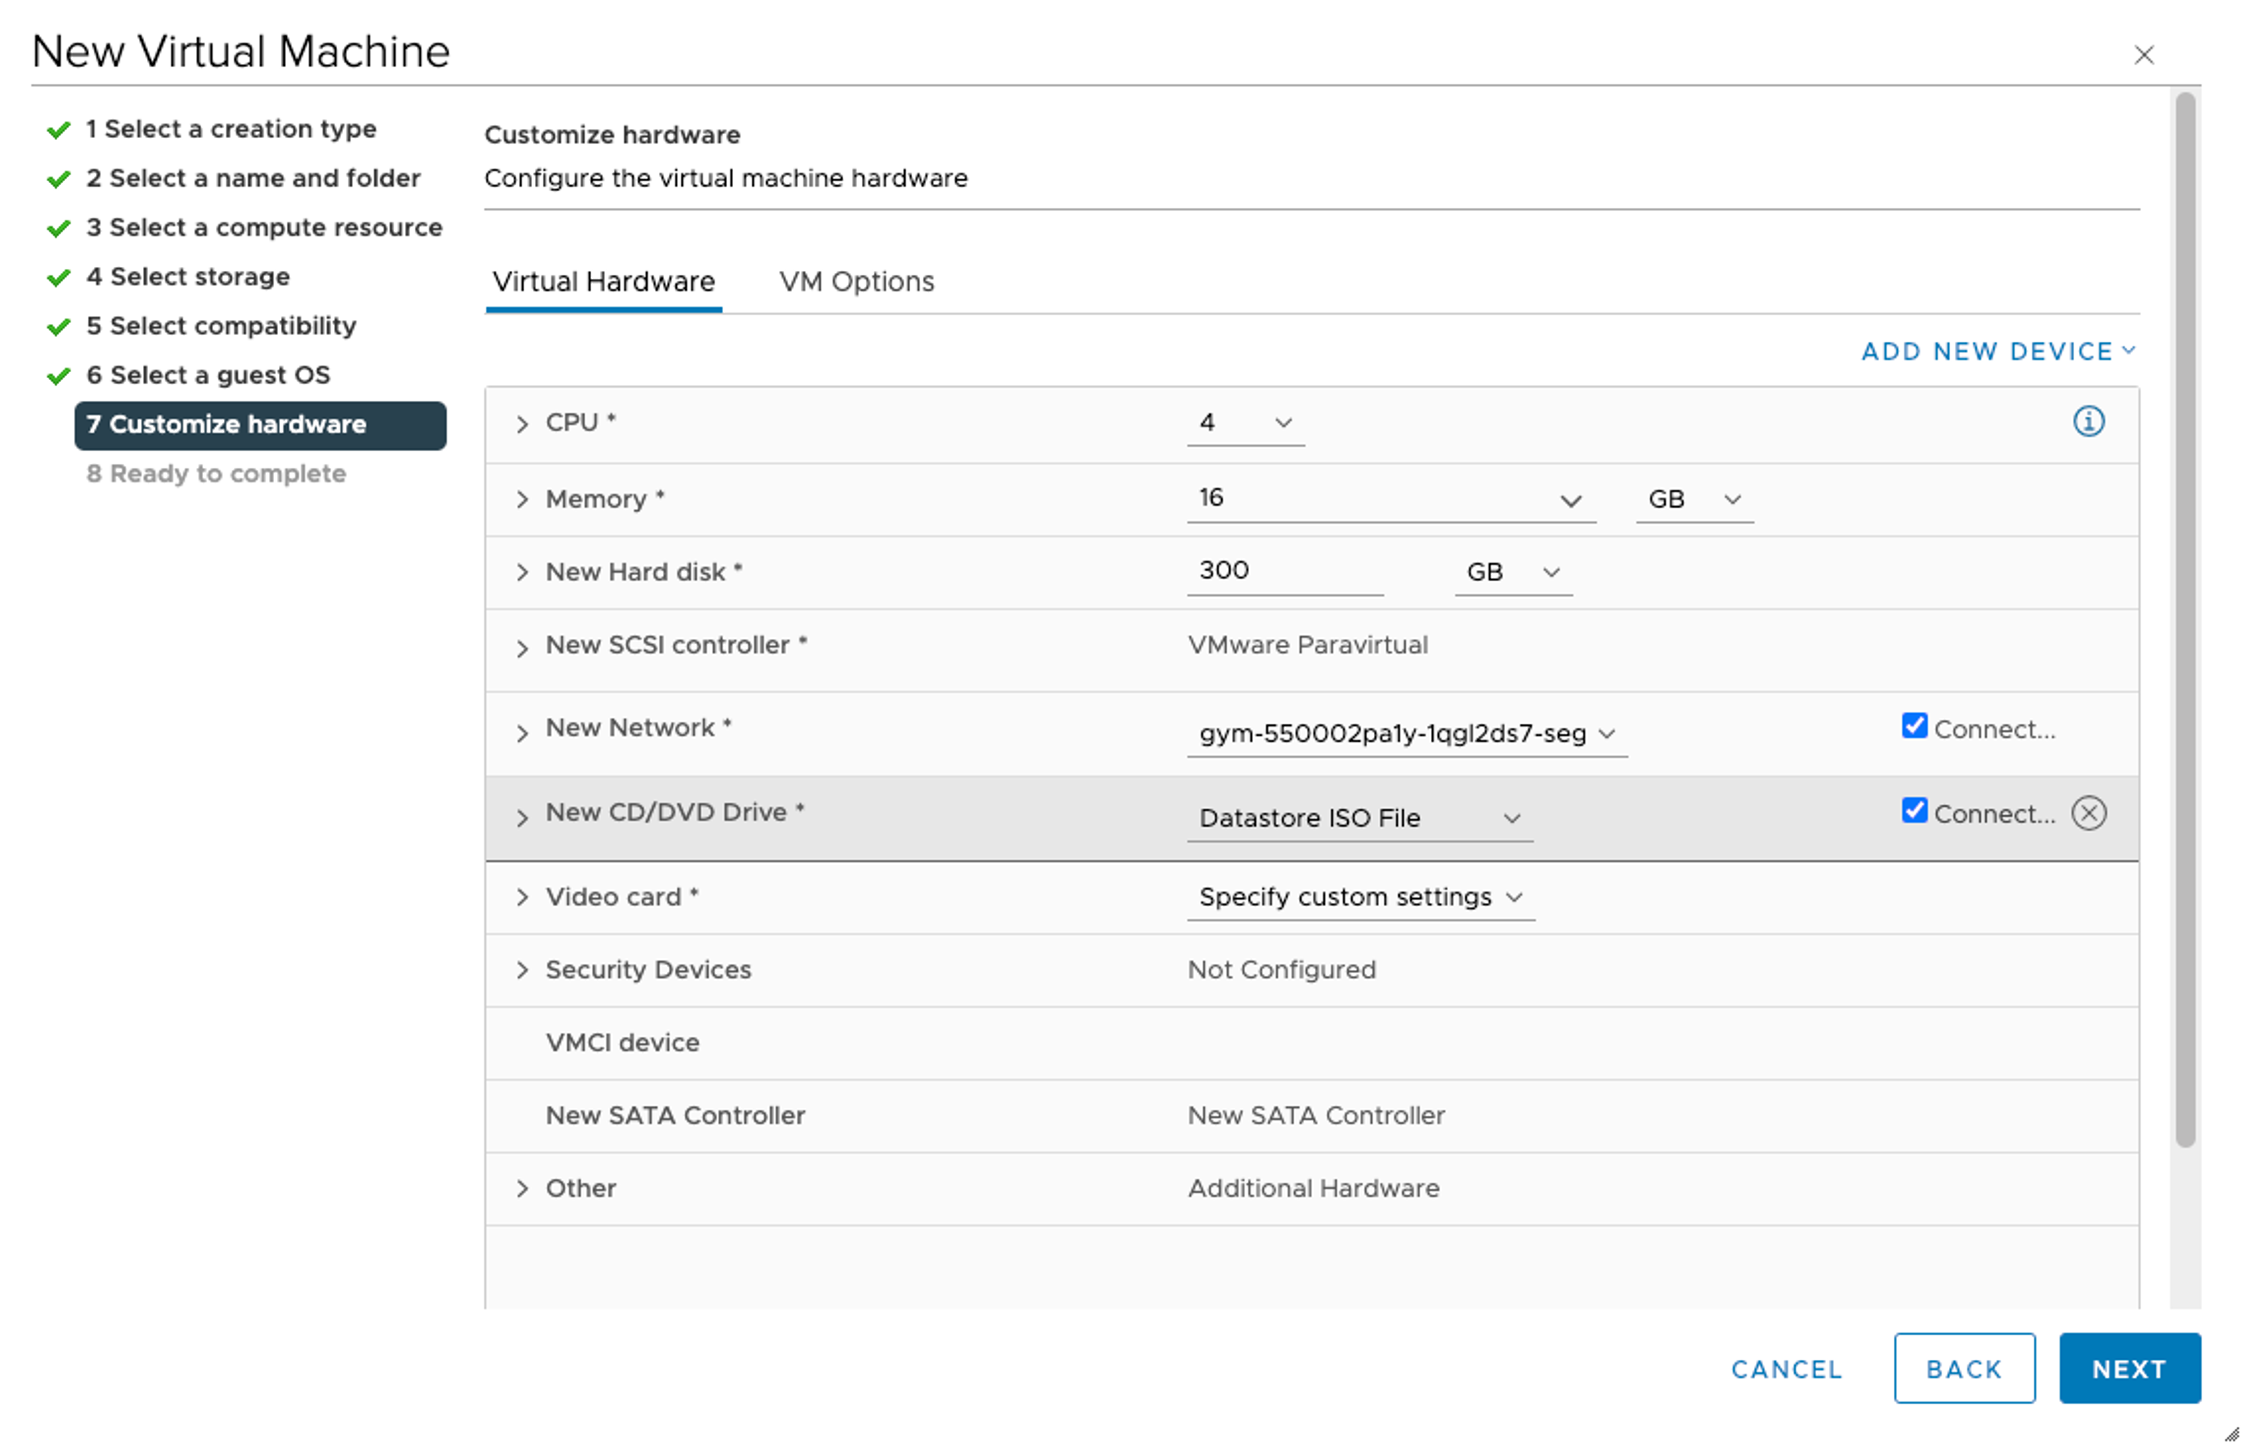 New Virtual Machine
1 Select a creation type
2 Select a name and folder
3 Select a compute resource
4 Select storage
5 Select compatibility
6 Select a guest OS
7 Customize hardware
8 Ready to complete
Customize hardware
Configure the virtual machine hardware
Virtual Hardware VM Options
ADD NEW DEVICE
CPU * 4
Memory * 16 GB
New Hard disk * 300 GB
New SCSI controller * VMware Paravirtual
New Network * gym-550002pa1y-1qgl2ds7-seg Connect...
New CD/DVD Drive * Datastore ISO File Connect...
Video card * Specify custom settings
Security Devices Not Configured
VMCI device
New SATA Controller New SATA Controller
Other Additional Hardware
CANCEL BACK NEXT